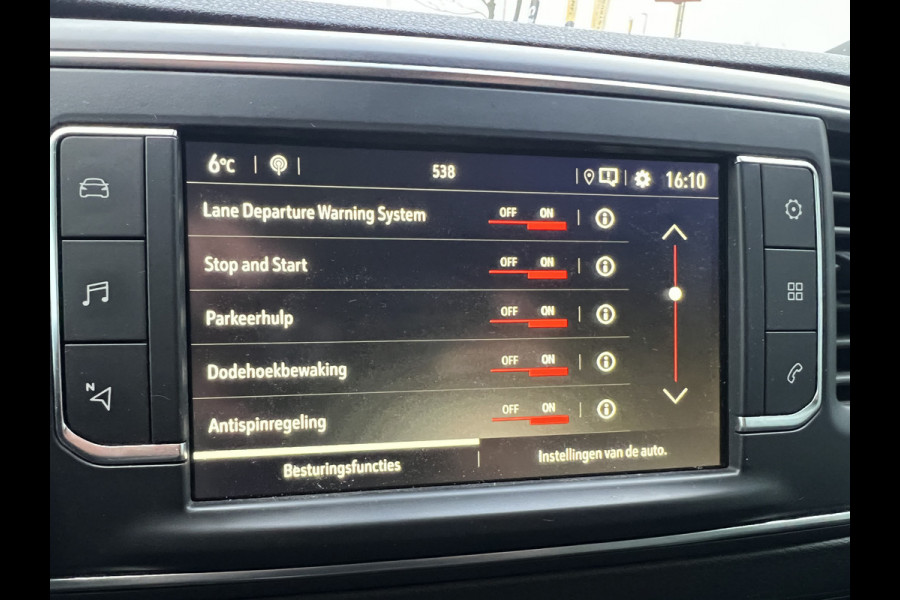 6°C 538 16:10
Lane Departure Warning System OFF ON
Stop and Start OFF ON
Parkeerhulp OFF ON
Dodehoekbewaking OFF ON
Antispinregeling OFF ON
Besturingsfuncties Instellingen van de auto.
N